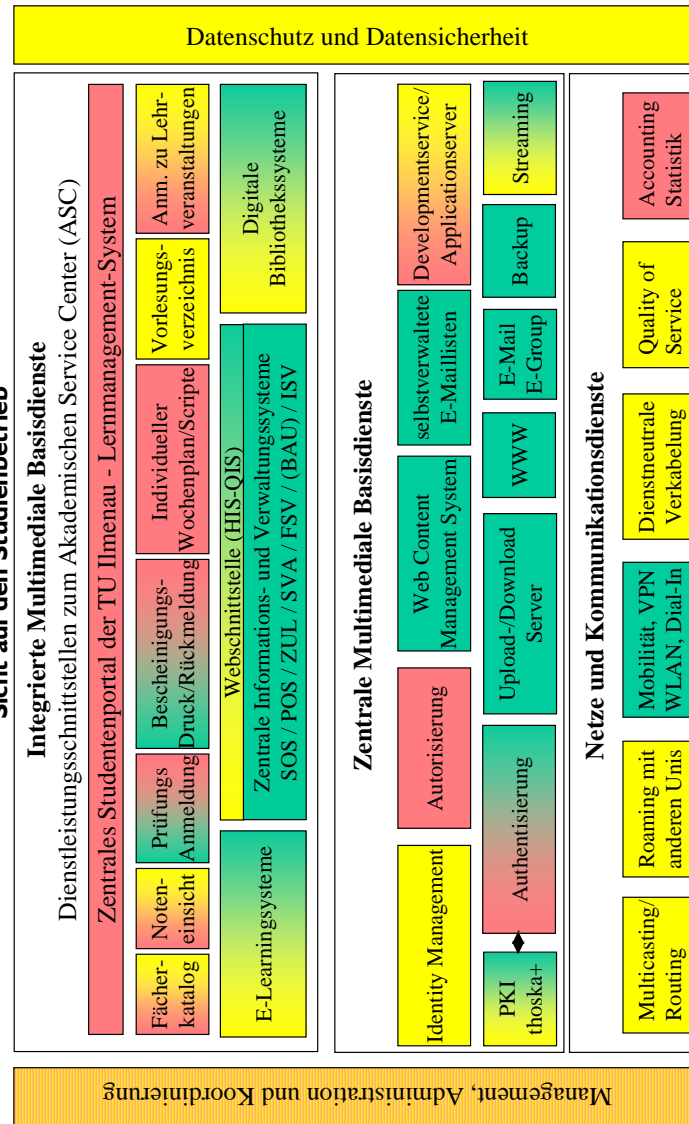 Sicht auf den Studienbetrieb
Datenschutz und Datensicherheit
Integrierte Multimediale Basisdienste
Dienstleistungsschnittstellen zum Akademischen Service Center (ASC)
Zentrales Studentenportal der TU Ilmenau - Lernmanagement-System
Fächer-
katalog
Noten-
einsicht
Prüfungs
Anmeldung
Bescheinigungs-
Druck/Rückmeldung
Individueller
Wochenplan/Scripte
Vorlesungs-
verzeichnis
Anm. zu Lehr-
veranstaltungen
E-Learningsysteme
Webschnittstelle (HIS-QIS)
Zentrale Informations- und Verwaltungssysteme
SOS / POS / ZUL / SVA / FSV / (BAU) / ISV
Digitale
Bibliothekssysteme
Zentrale Multimediale Basisdienste
Identity Management
Autorisierung
Web Content
Management System
selbstverwaltete
E-Maillisten
Developmentservice/
Applicationserver
PKI
thoska+
Authentisierung
Upload-/Download
Server
WWW
E-Mail
E-Group
Backup
Streaming
Netze und Kommunikationsdienste
Multicasting/
Routing
Roaming mit
anderen Unis
Mobilität, VPN
WLAN, Dial-In
Dienstneutrale
Verkabelung
Quality of
Service
Accounting
Statistik
Management, Administration und Koordinierung